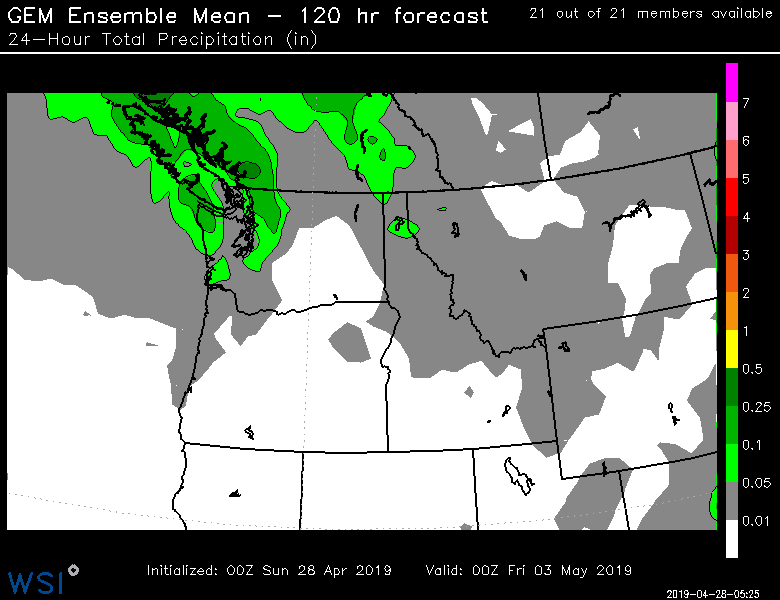 GEM Ensemble Mean - 120 hr forecast
21 out of 21 members available
24-Hour Total Precipitation (in)
7
6
5
4
3
2
1
0.5
0.25
0.1
0.05
0.01
Initialized: 00Z Sun 28 Apr 2019 Valid: 00Z Fri 03 May 2019
WSI
2019-04-28-05:25